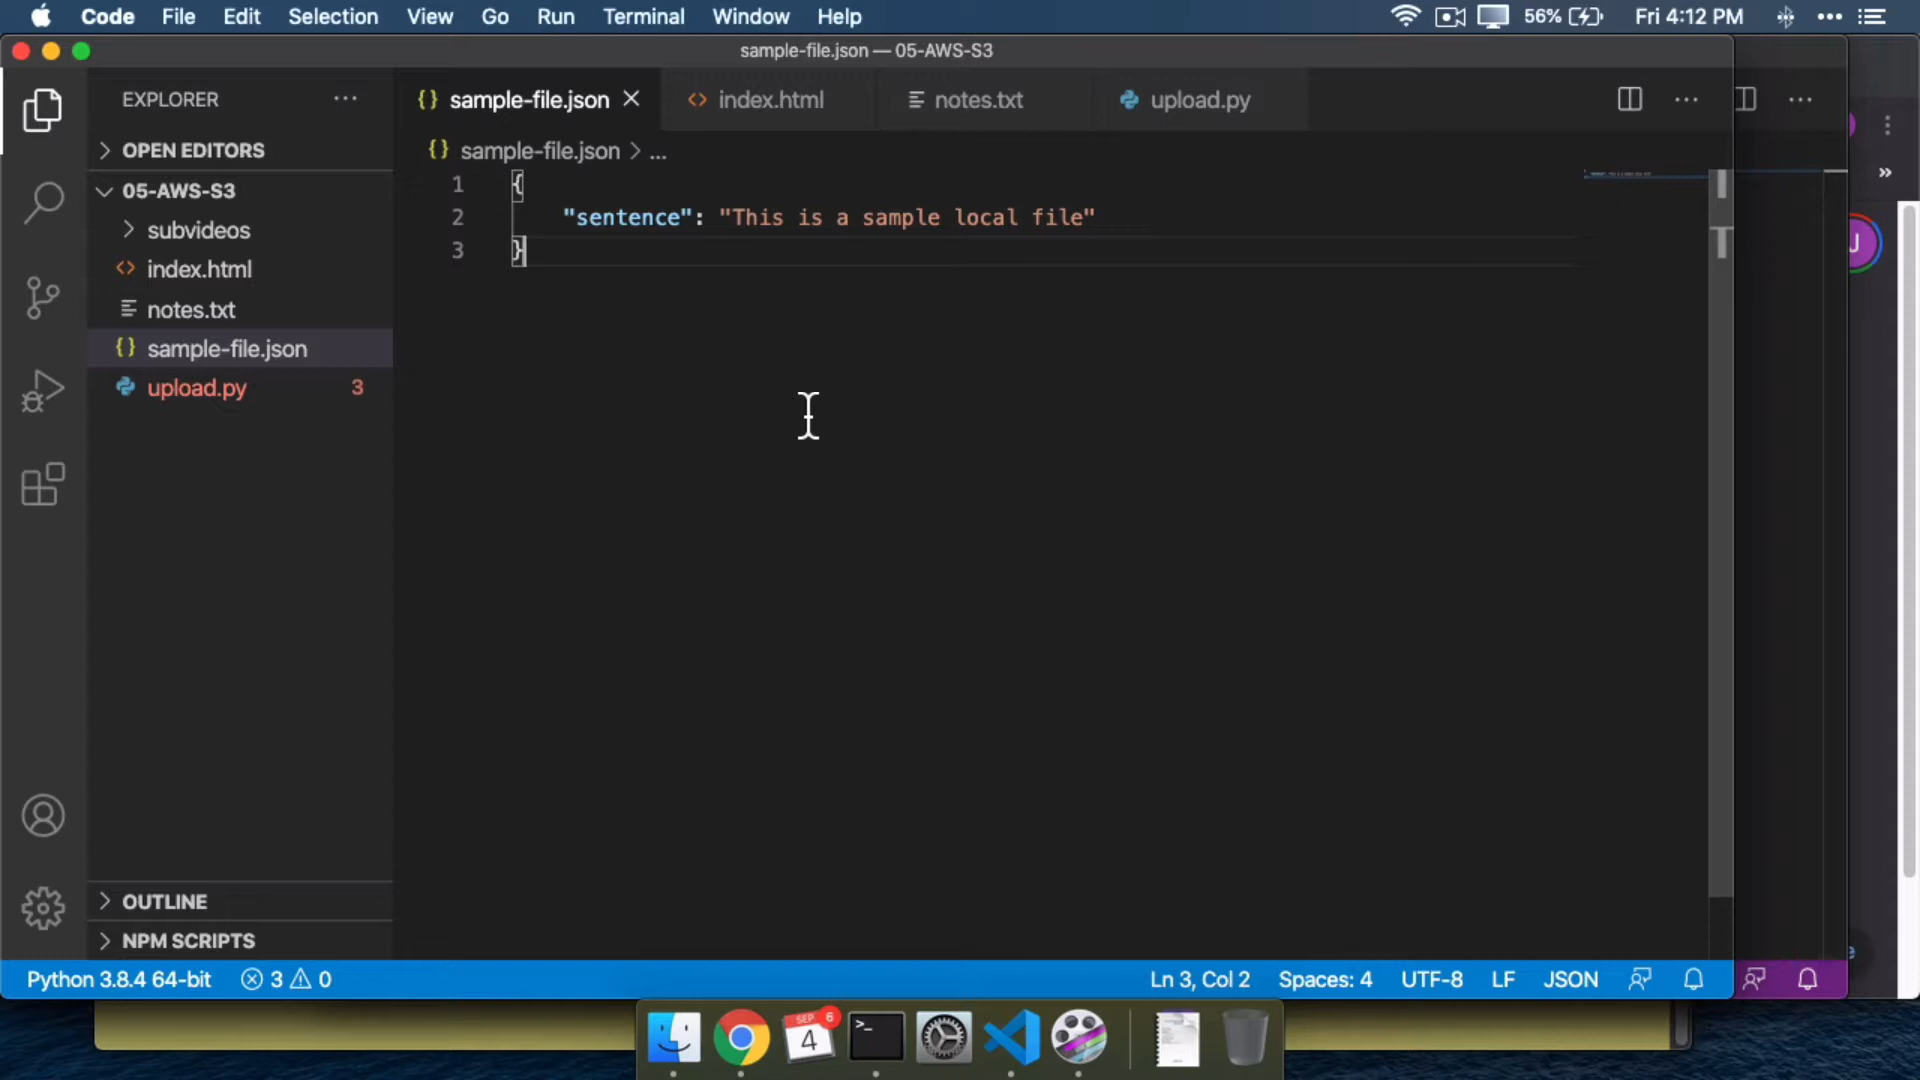 Code File Edit Selection View Go Run Terminal Window Help 56% Fri 4:12 PM
sample-file.json — 05-AWS-S3
EXPLORER
sample-file.json
index.html
notes.txt
upload.py
OPEN EDITORS
sample-file.json > ...
05-AWS-S3
subvideos
index.html
notes.txt
sample-file.json
upload.py 3
1 {
2 "sentence": "This is a sample local file"
3 }
J
OUTLINE
NPM SCRIPTS
Python 3.8.4 64-bit 3 0 Ln 3, Col 2 Spaces: 4 UTF-8 LF JSON
SEP 6
4